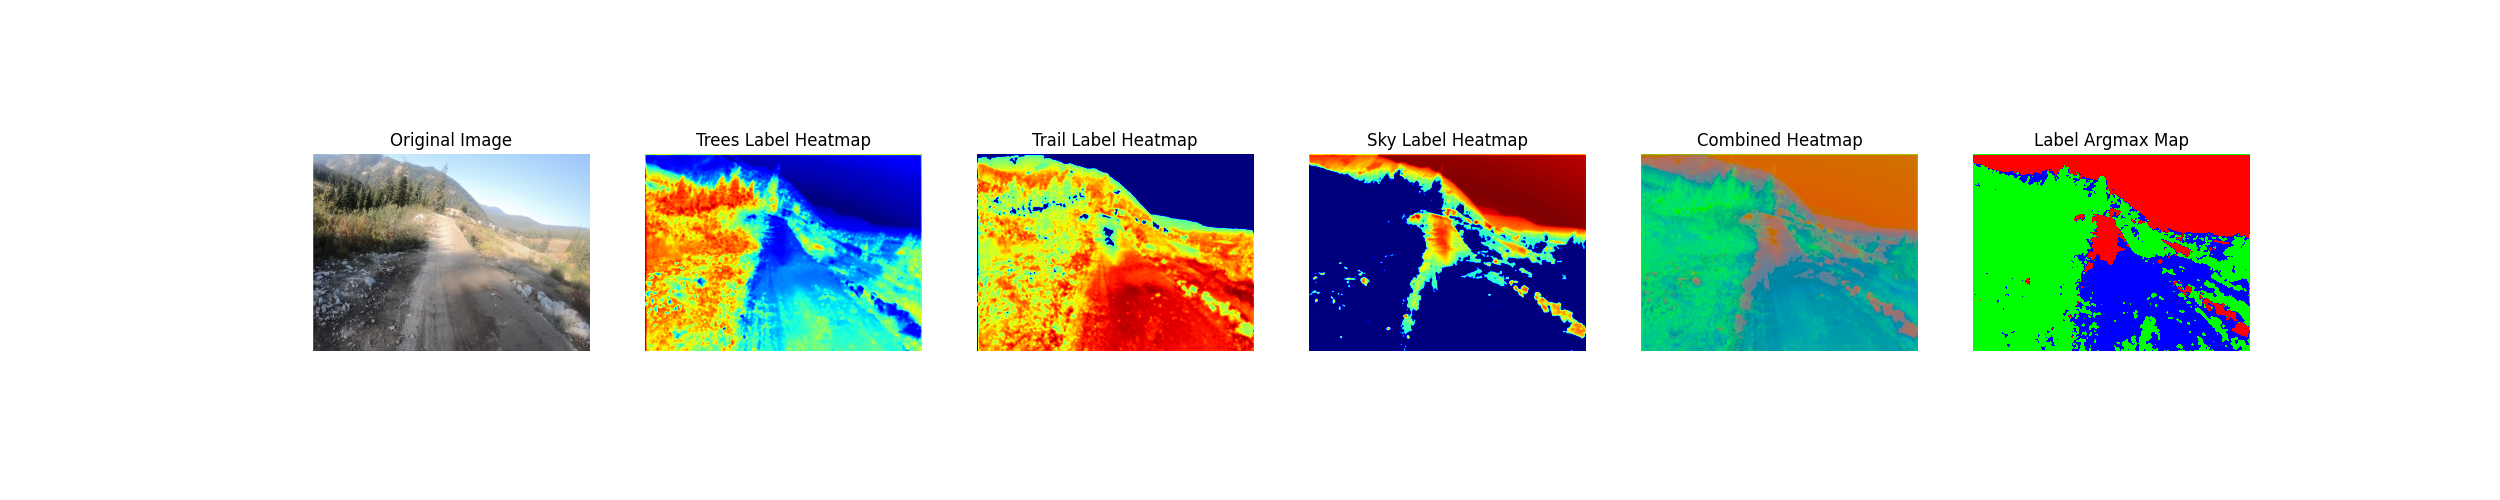 Original Image
Trees Label Heatmap
Trail Label Heatmap
Sky Label Heatmap
Combined Heatmap
Label Argmax Map